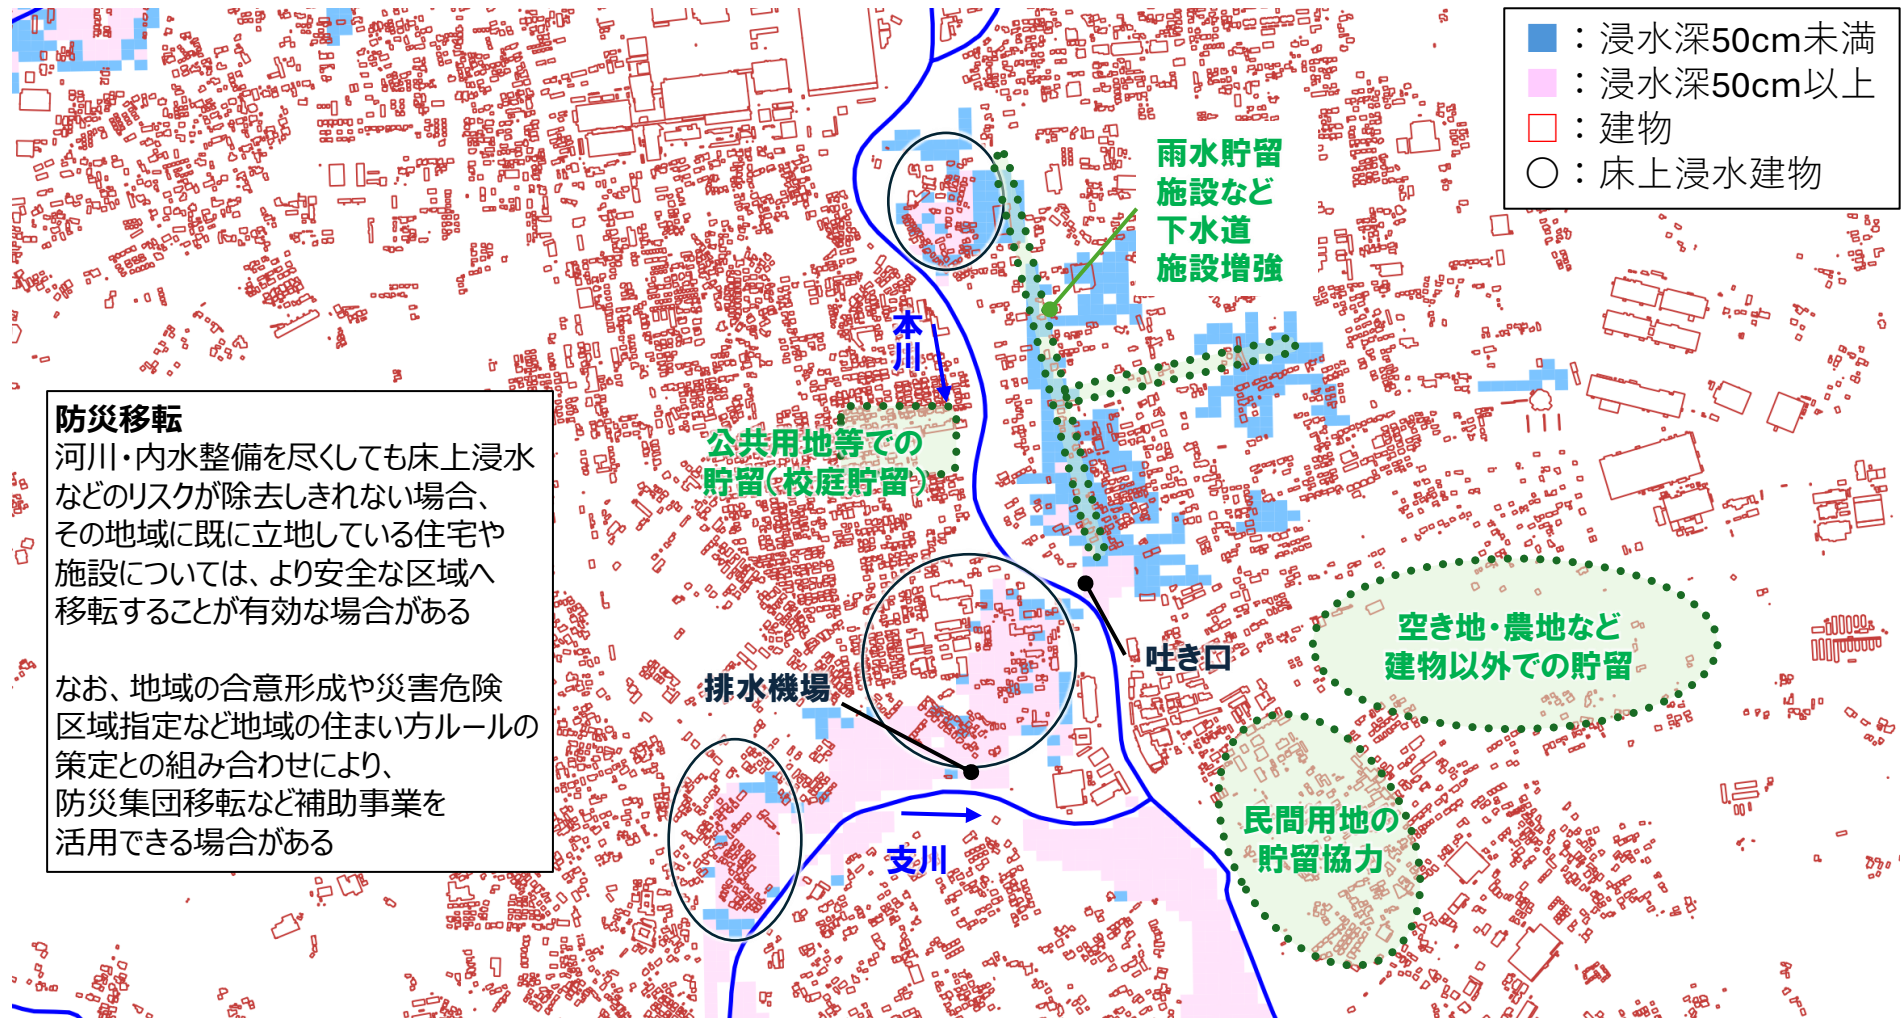 ：浸水深50cm未満
：浸水深50cm以上
：建物
：床上浸水建物
雨水貯留
施設など
下水道
施設増強
本
川
防災移転
河川・内水整備を尽くしても床上浸水
などのリスクが除去しきれない場合、
その地域に既に立地している住宅や
施設については、より安全な区域へ
移転することが有効な場合がある
なお、地域の合意形成や災害危険
区域指定など地域の住まい方ルールの
策定との組み合わせにより、
防災集団移転など補助事業を
活用できる場合がある
公共用地等での
貯留（校庭貯留）
空き地・農地など
建物以外での貯留
吐き口
排水機場
民間用地の
貯留協力
支川